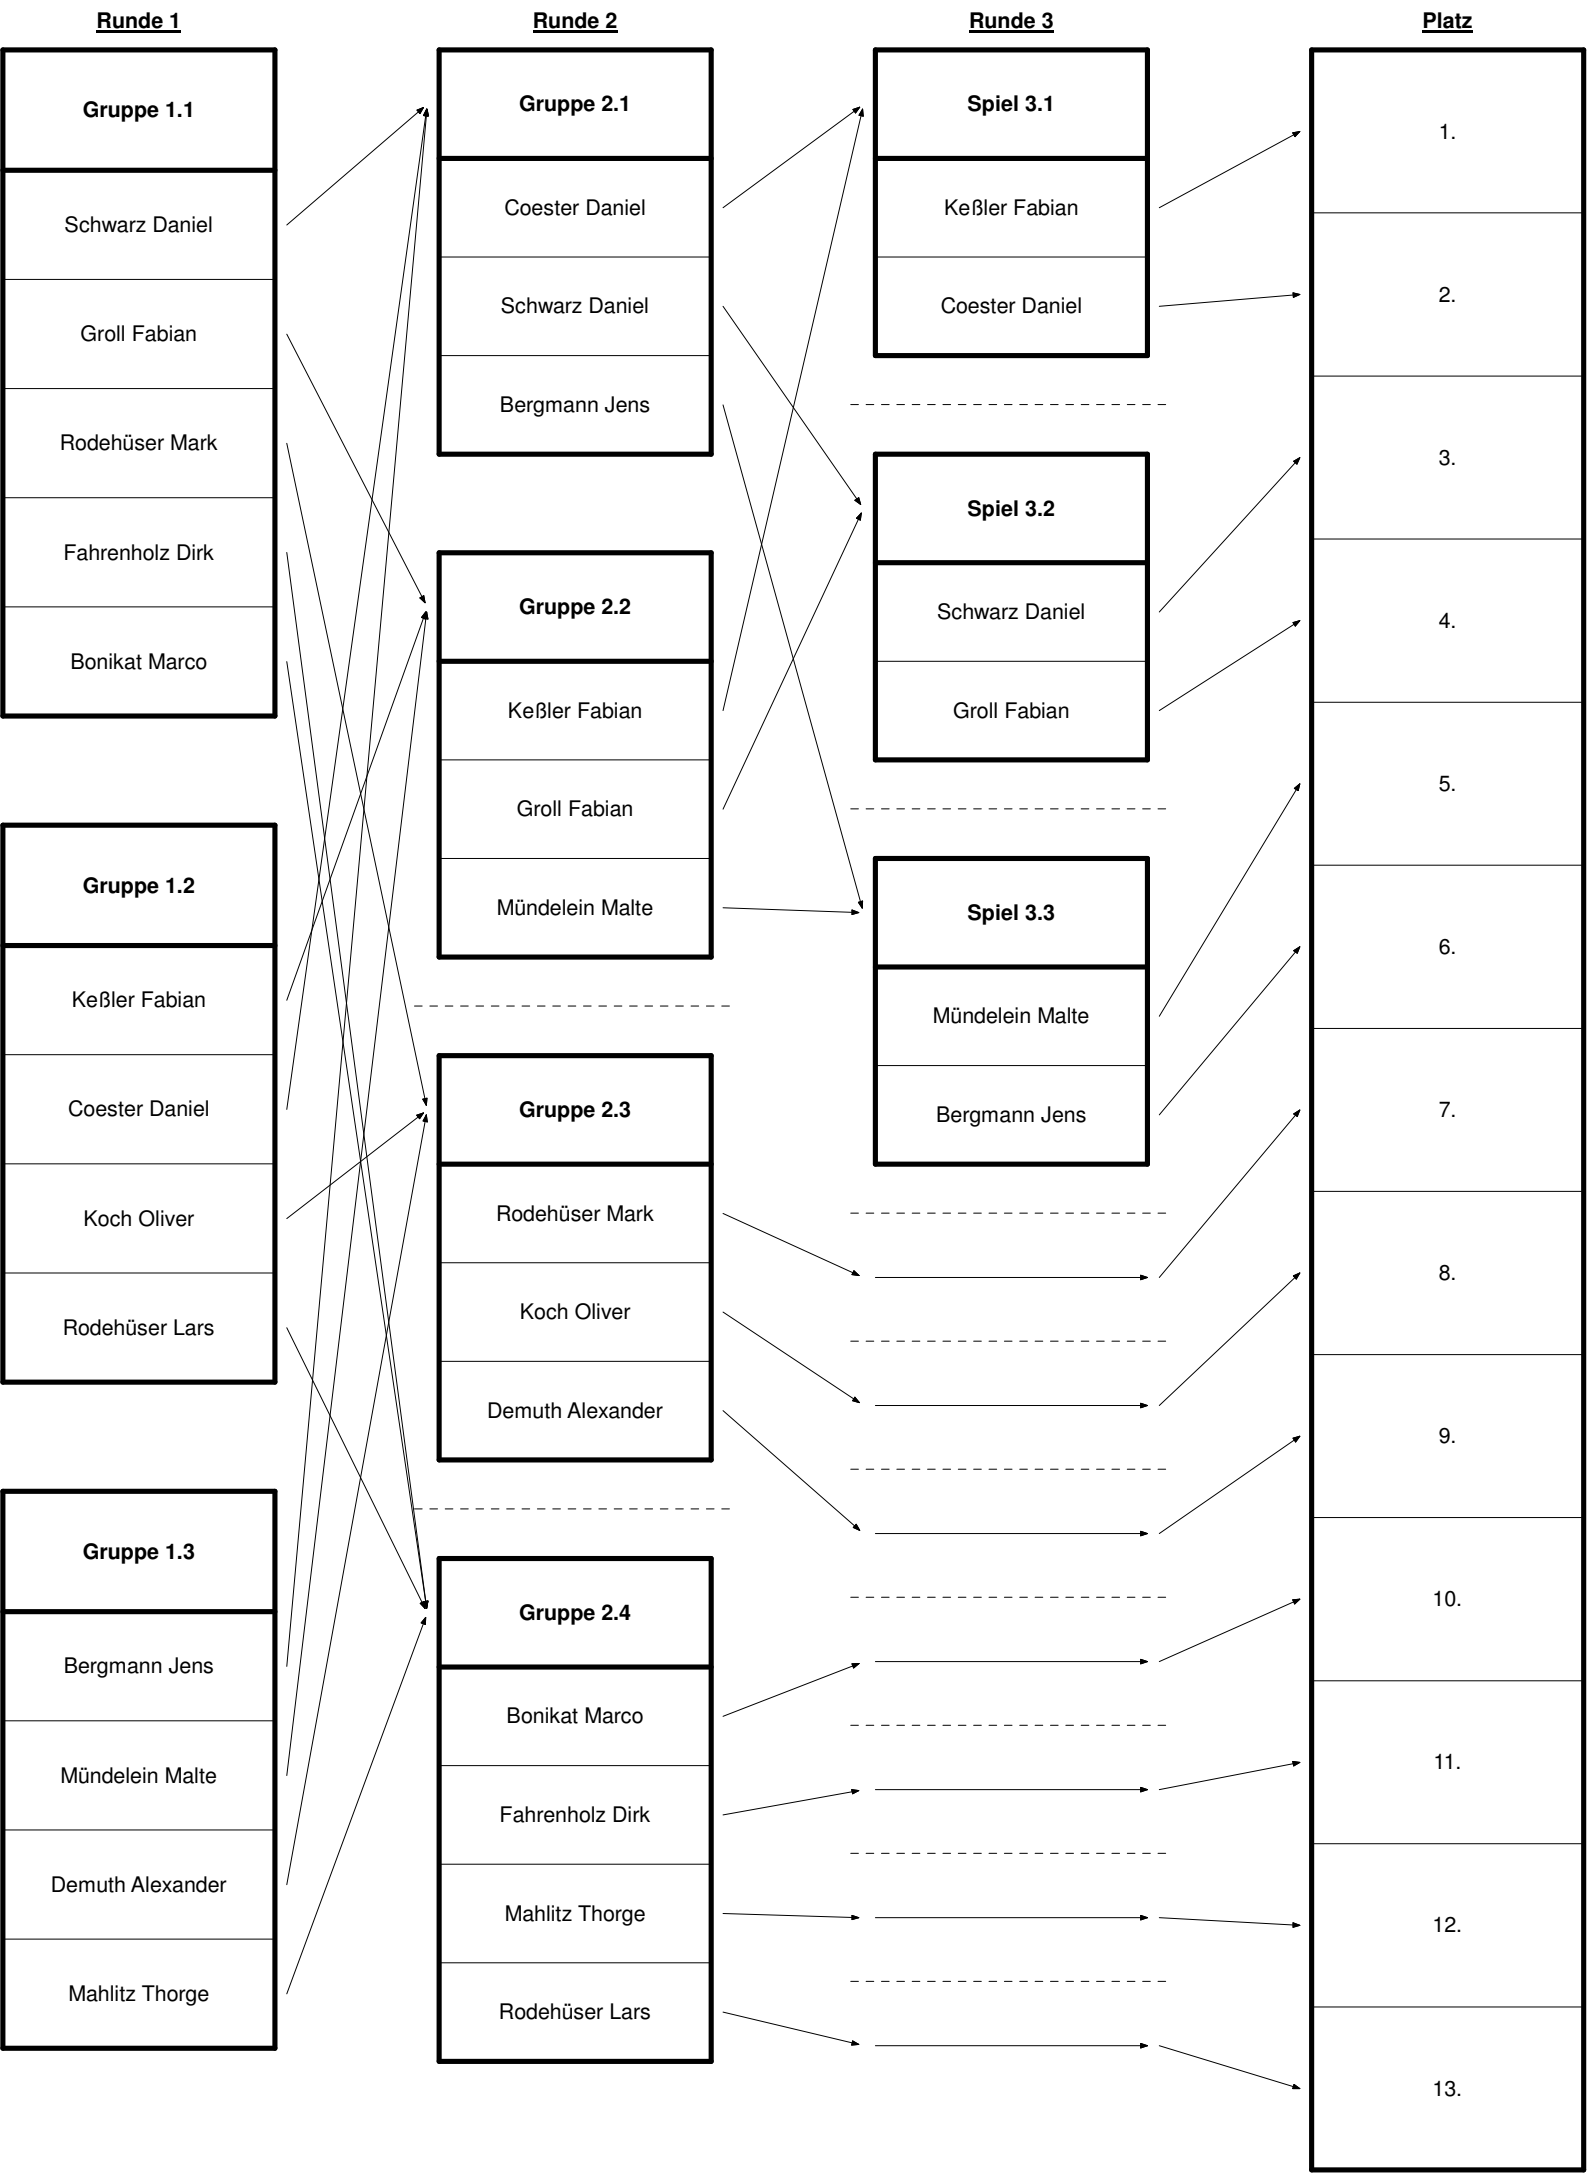 Runde 1
Gruppe 1.1
Schwarz Daniel
Groll Fabian
Rodehüser Mark
Fahrenholz Dirk
Bonikat Marco
Gruppe 1.2
Keßler Fabian
Coester Daniel
Koch Oliver
Rodehüser Lars
Gruppe 1.3
Bergmann Jens
Mündelein Malte
Demuth Alexander
Mahlitz Thorge
Runde 2
Gruppe 2.1
Coester Daniel
Schwarz Daniel
Bergmann Jens
Gruppe 2.2
Keßler Fabian
Groll Fabian
Mündelein Malte
Gruppe 2.3
Rodehüser Mark
Koch Oliver
Demuth Alexander
Gruppe 2.4
Bonikat Marco
Fahrenholz Dirk
Mahlitz Thorge
Rodehüser Lars
Runde 3
Spiel 3.1
Keßler Fabian
Coester Daniel
Spiel 3.2
Schwarz Daniel
Groll Fabian
Spiel 3.3
Mündelein Malte
Bergmann Jens
Platz
1.
2.
3.
4.
5.
6.
7.
8.
9.
10.
11.
12.
13.